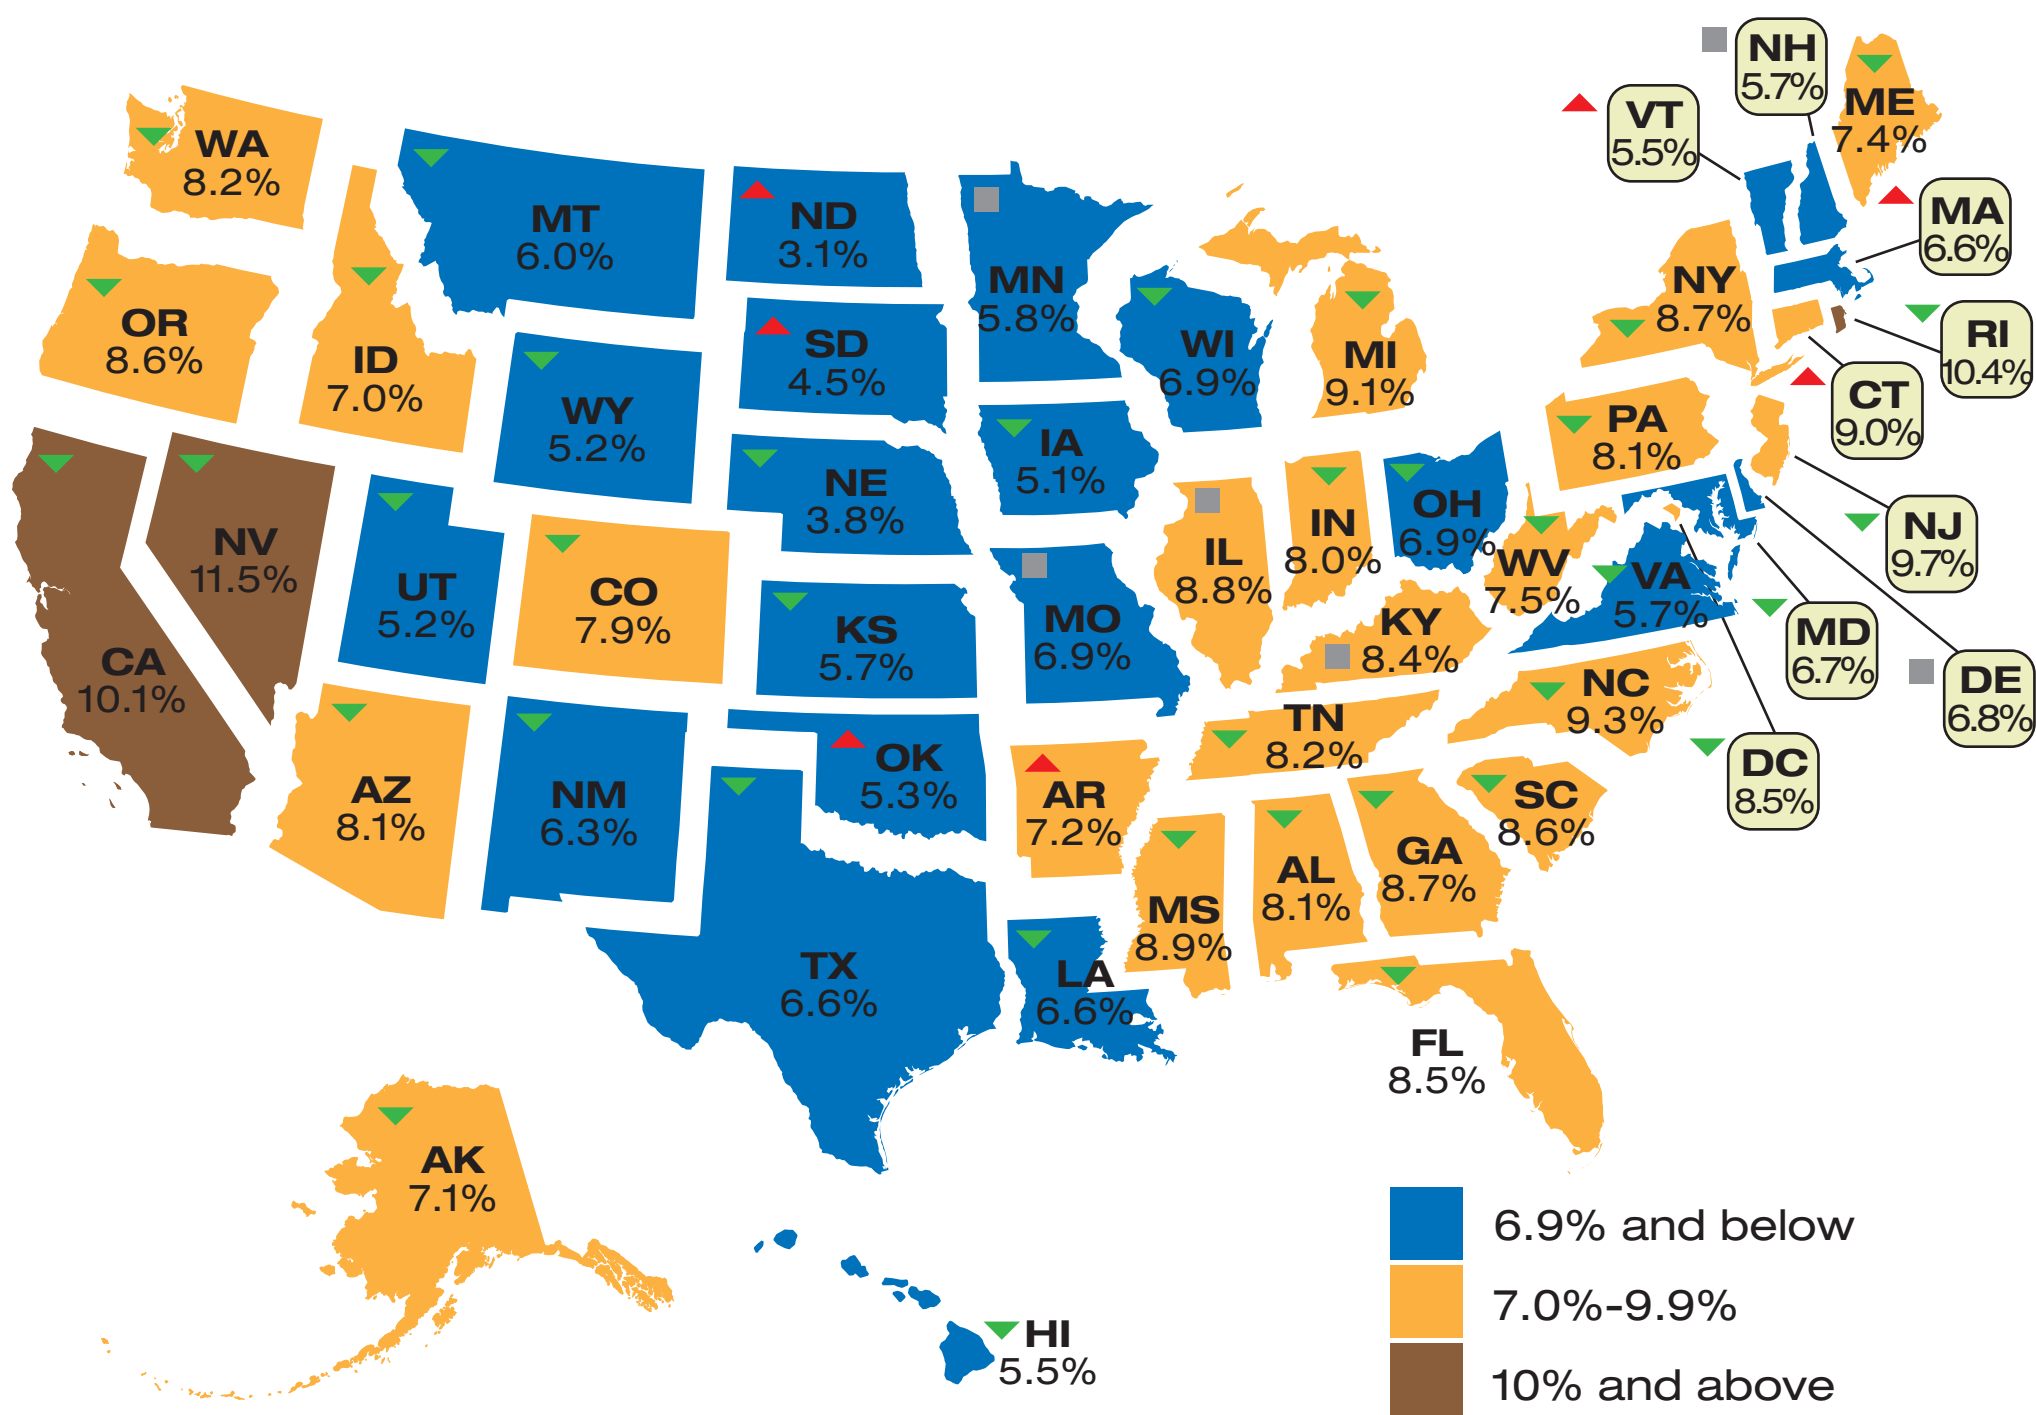 NH
5.7%
ME
7.4%
VT
5.5%
WA
8.2%
MT
6.0%
ND
3.1%
MN
5.8%
MA
6.6%
OR
8.6%
ID
7.0%
WY
5.2%
SD
4.5%
WI
6.9%
MI
9.1%
NY
8.7%
RI
10.4%
CT
9.0%
PA
8.1%
NJ
9.7%
NE
3.8%
IA
5.1%
IL
8.8%
IN
8.0%
OH
6.9%
WV
7.5%
VA
5.7%
MD
6.7%
DE
6.8%
DC
8.5%
CA
10.1%
NV
11.5%
UT
5.2%
CO
7.9%
KS
5.7%
MO
6.9%
KY
8.4%
NC
9.3%
TN
8.2%
SC
8.6%
AZ
8.1%
NM
6.3%
OK
5.3%
AR
7.2%
MS
8.9%
AL
8.1%
GA
8.7%
TX
6.6%
LA
6.6%
FL
8.5%
AK
7.1%
HI
5.5%
6.9% and below
7.0%-9.9%
10% and above